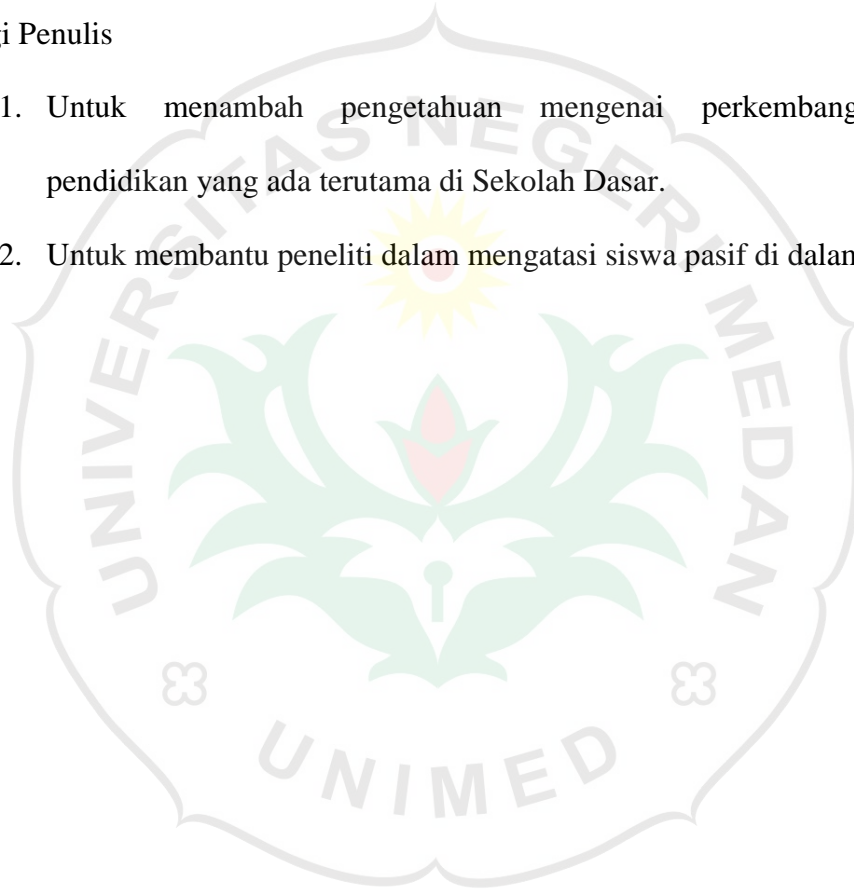 gi Penulis
1. Untuk menambah pengetahuan mengenai perkembang
pendidikan yang ada terutama di Sekolah Dasar.
2. Untuk membantu peneliti dalam mengatasi siswa pasif di dalam
UNIVERSITAS NEGERI MEDAN
UNIMED